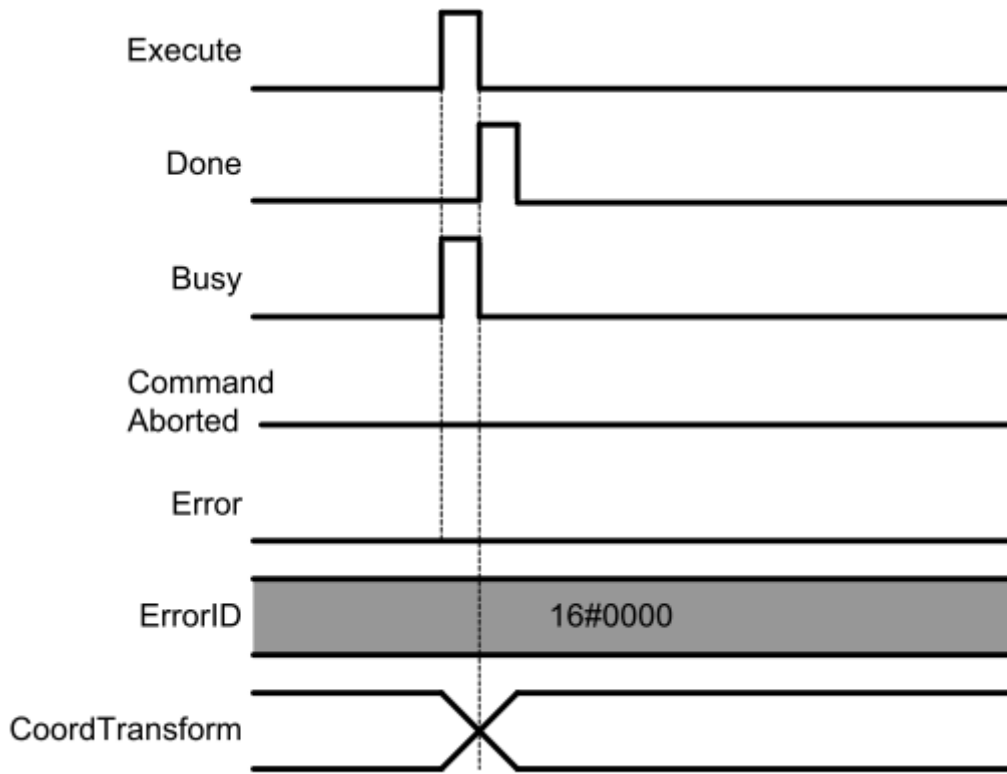 Execute
Done
Busy
Command
Aborted
Error
ErrorID
16#0000
CoordTransform